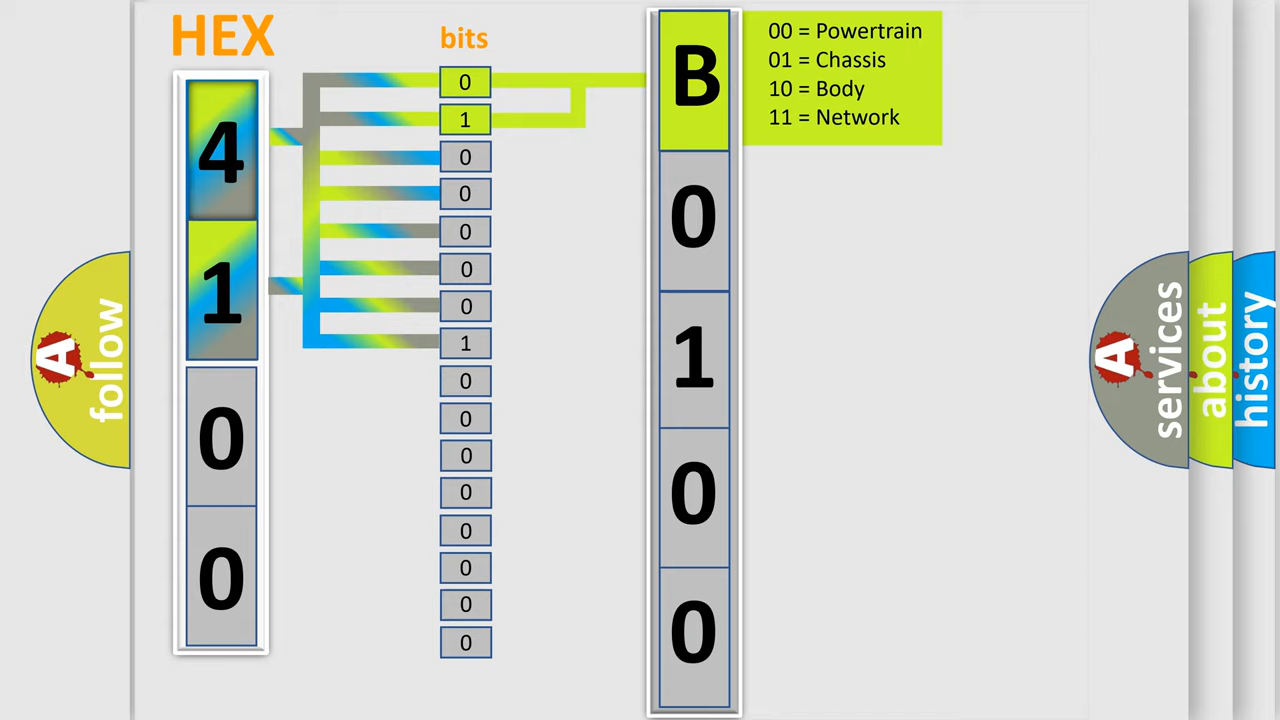 HEX
bits
4
1
0
0
0
1
0
0
0
0
0
1
0
0
0
0
0
0
0
0
B
0
1
0
0
00 = Powertrain
01 = Chassis
10 = Body
11 = Network
A follow
A services
about
history